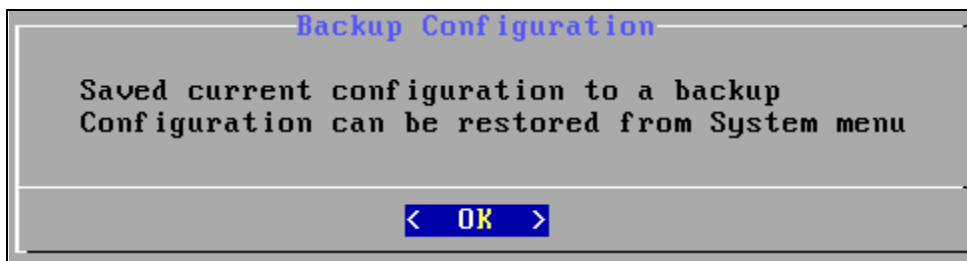 Backup Configuration
Saved current configuration to a backup
Configuration can be restored from System menu
< OK >